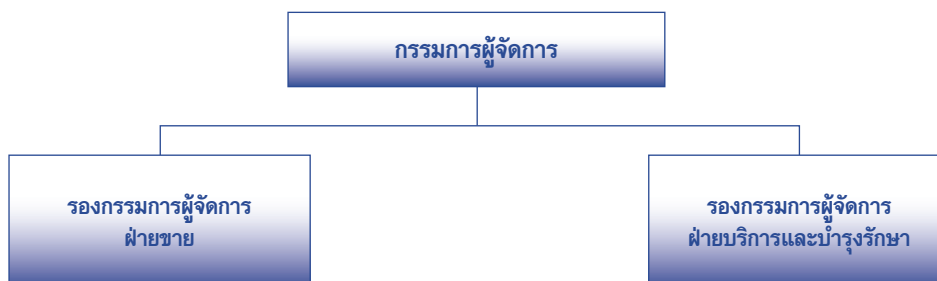 กรรมการผู้จัดการ
รองกรรมการผู้จัดการ
ฝ่ายขาย
รองกรรมการผู้จัดการ
ฝ่ายบริการและบำรุงรักษา